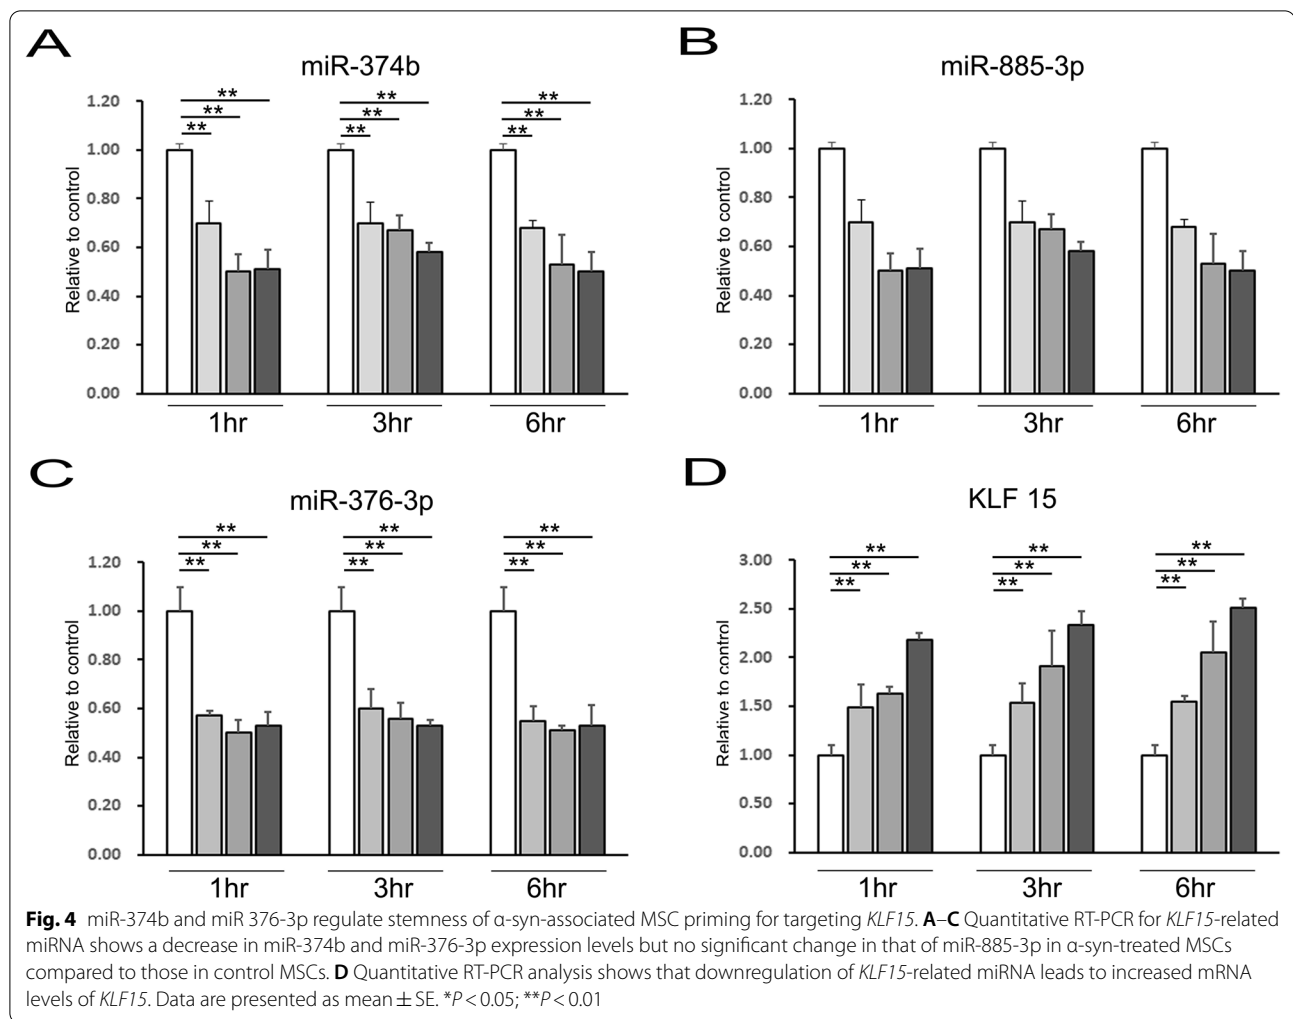 A
miR-374b
** ** **
** ** **
** ** **
1.20
1.00
0.80
0.60
0.40
0.20
0.00
Relative to control
1hr 3hr 6hr
B
miR-885-3p
1.20
1.00
0.80
0.60
0.40
0.20
0.00
Relative to control
1hr 3hr 6hr
C
miR-376-3p
** ** **
** ** **
** ** **
1.20
1.00
0.80
0.60
0.40
0.20
0.00
Relative to control
1hr 3hr 6hr
D
KLF 15
** ** **
** ** **
** ** **
3.00
2.50
2.00
1.50
1.00
0.50
0.00
Relative to control
1hr 3hr 6hr
Fig. 4 miR-374b and miR 376-3p regulate stemness of α-syn-associated MSC priming for targeting KLF15. A–C Quantitative RT-PCR for KLF15-related
miRNA shows a decrease in miR-374b and miR-376-3p expression levels but no significant change in that of miR-885-3p in α-syn-treated MSCs
compared to those in control MSCs. D Quantitative RT-PCR analysis shows that downregulation of KLF15-related miRNA leads to increased mRNA
levels of KLF15. Data are presented as mean ± SE. *P < 0.05; **P < 0.01